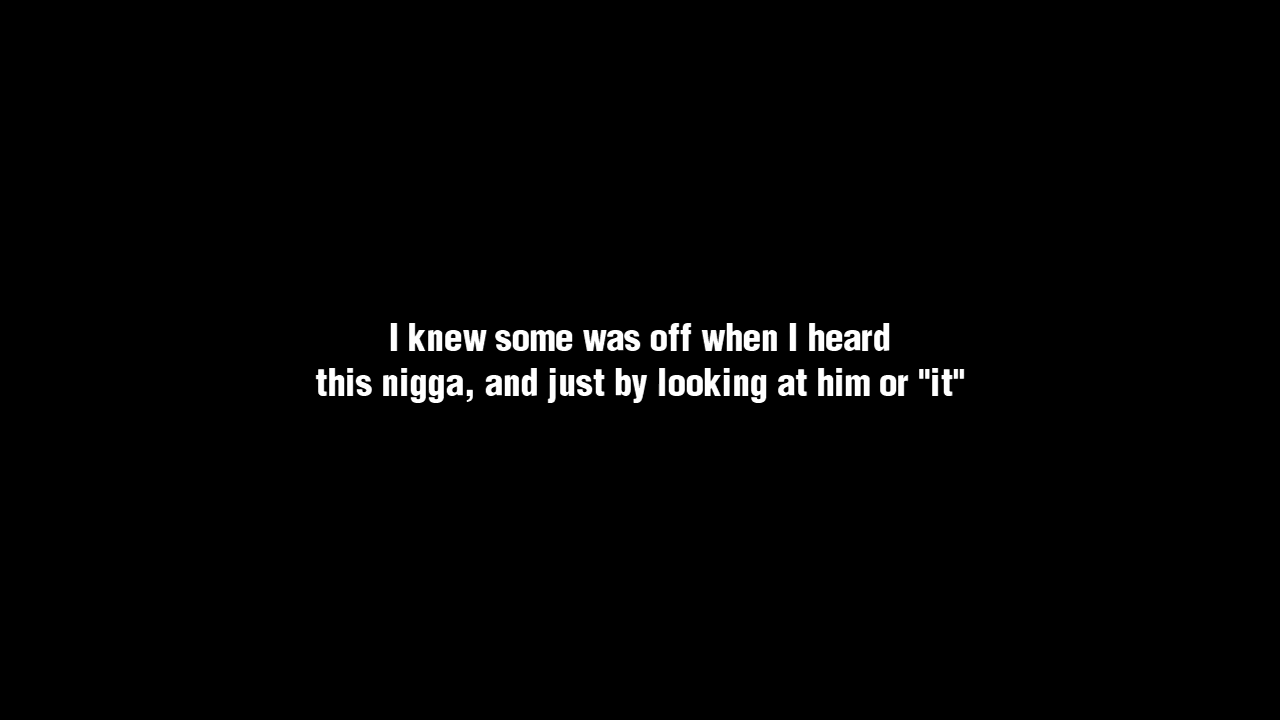 I knew some was off when I heard
this nigga, and just by looking at him or "it"